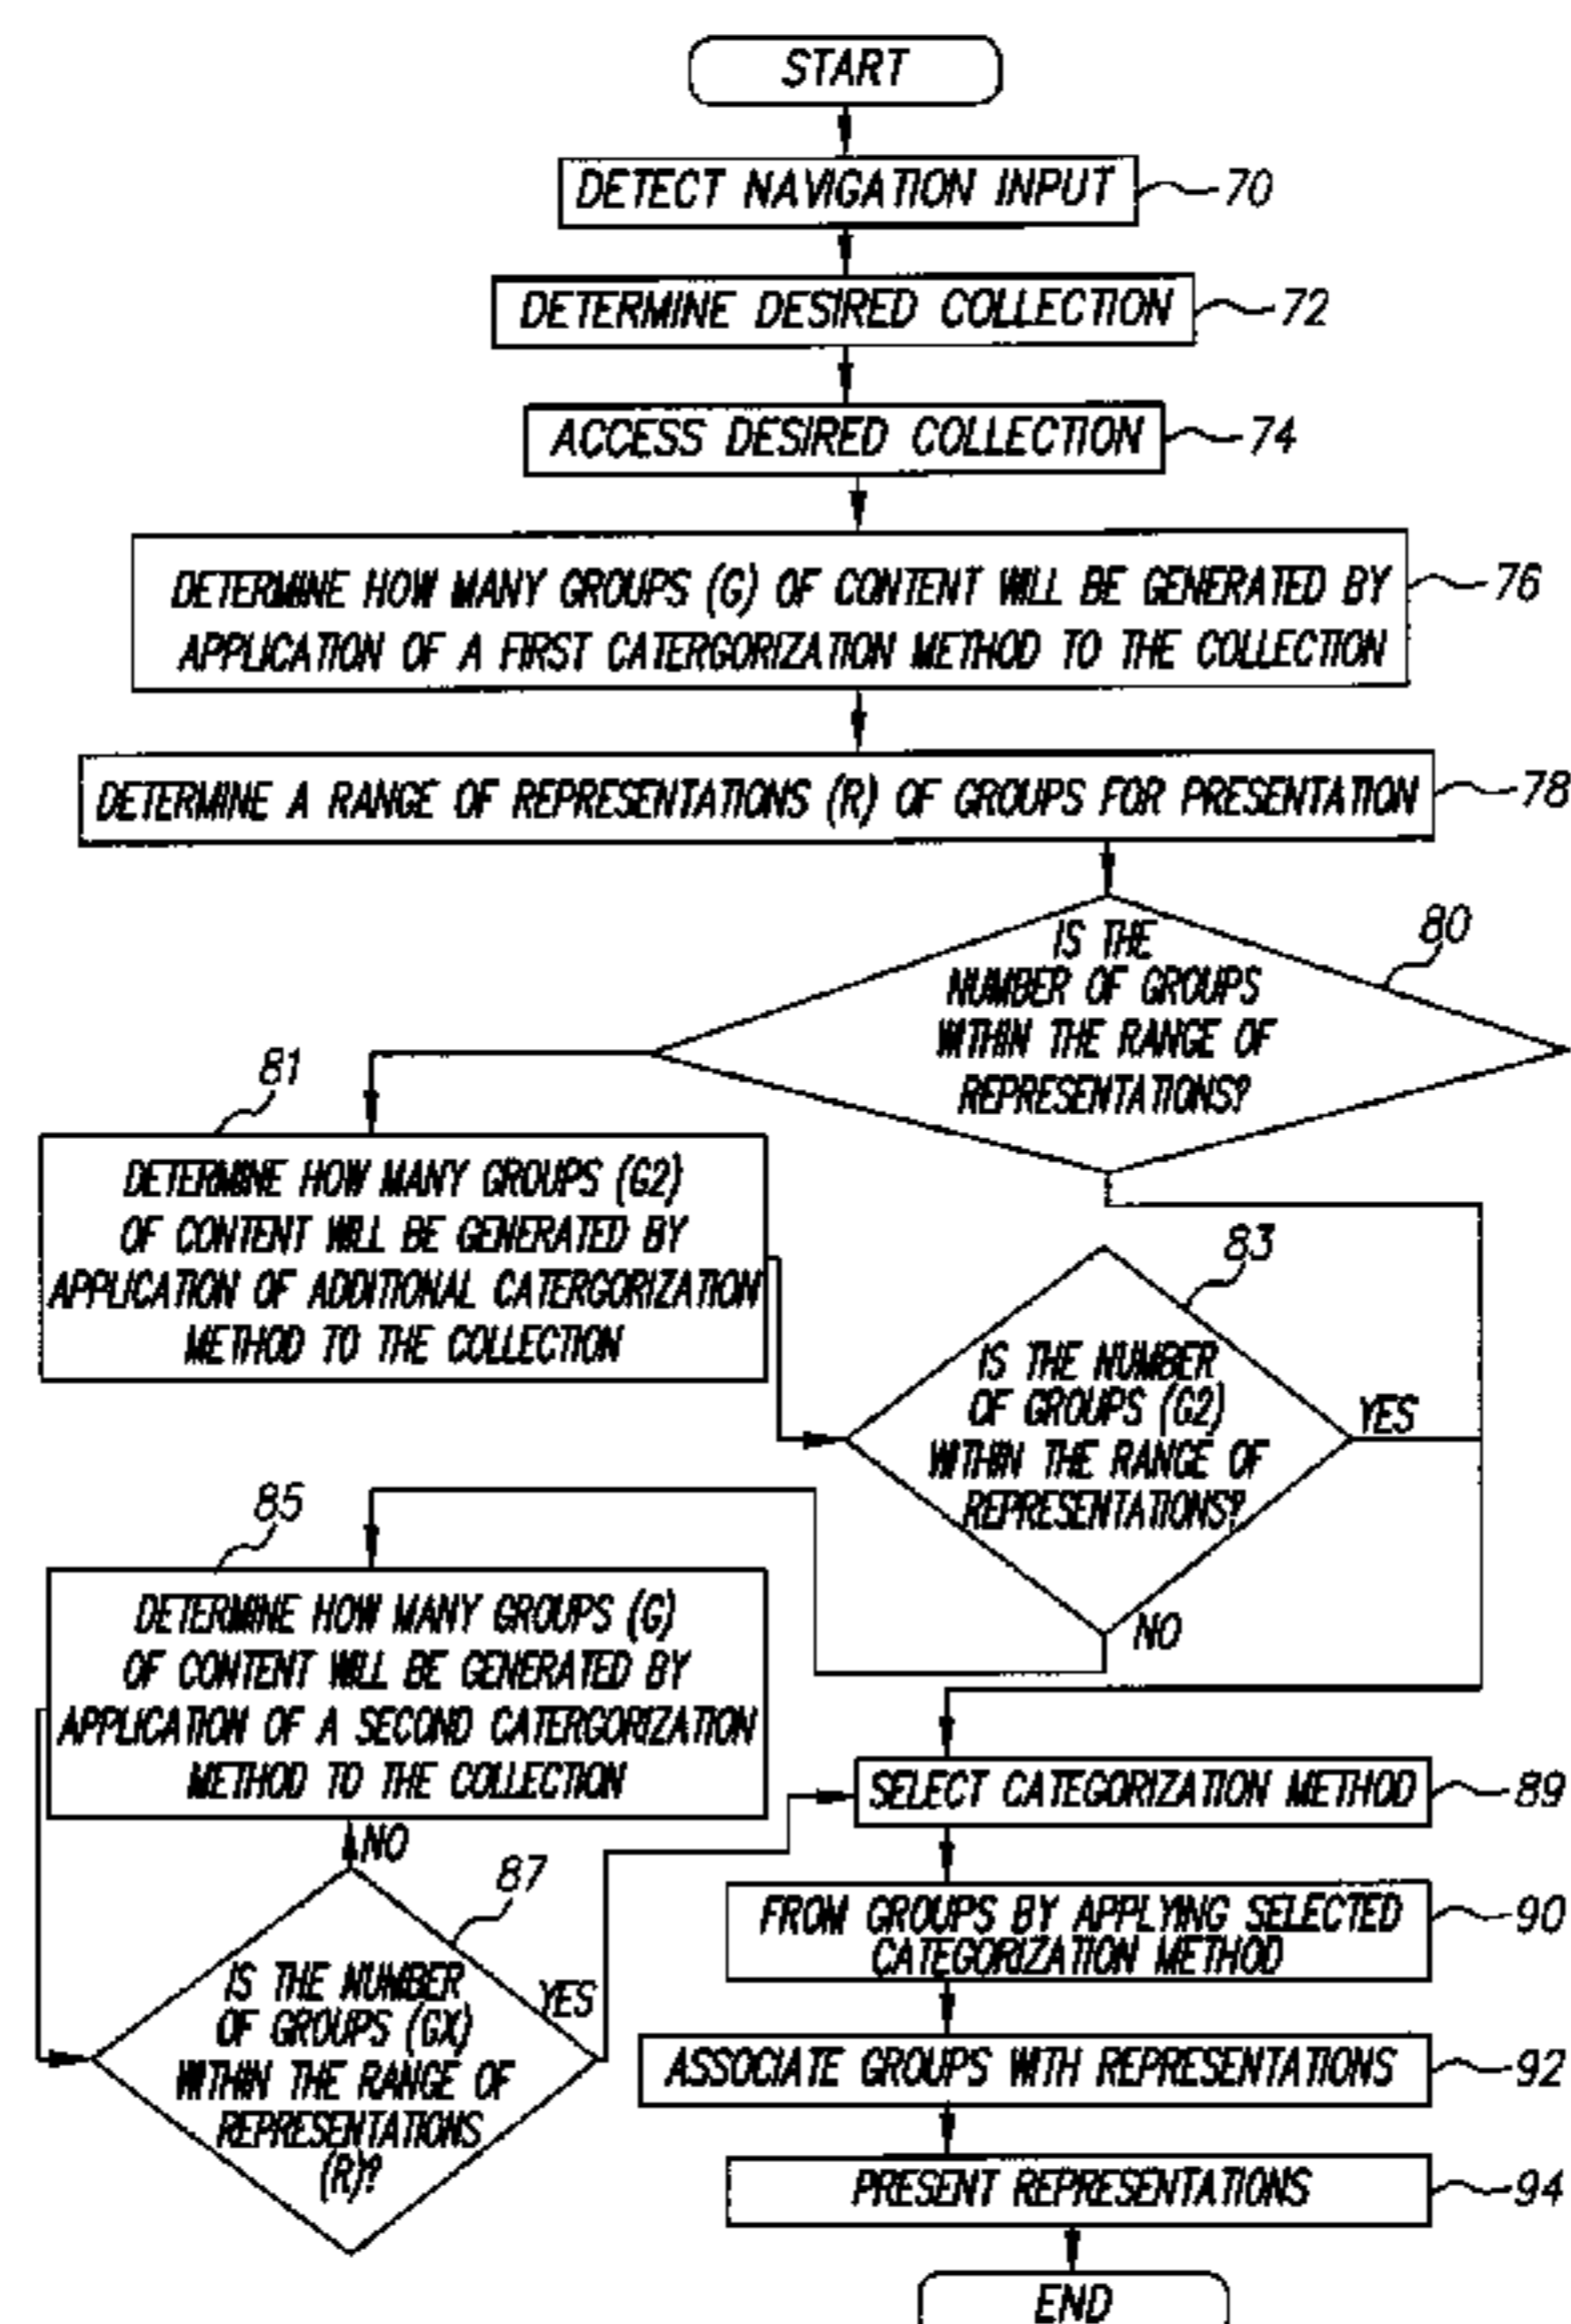 START
DETECT NAVIGATION INPUT
70
DETERMINE DESIRED COLLECTION
72
ACCESS DESIRED COLLECTION
74
DETERMINE HOW MANY GROUPS (G) OF CONTENT WILL BE GENERATED BY
APPLICATION OF A FIRST CATERGORIZATION METHOD TO THE COLLECTION
76
DETERMINE A RANGE OF REPRESENTATIONS (R) OF GROUPS FOR PRESENTATION
78
IS THE
NUMBER OF GROUPS
WITHIN THE RANGE OF
REPRESENTATIONS?
80
81
DETERMINE HOW MANY GROUPS (G2)
OF CONTENT WILL BE GENERATED BY
APPLICATION OF ADDITIONAL CATERGORIZATION
METHOD TO THE COLLECTION
83
IS THE NUMBER
OF GROUPS (G2)
WITHIN THE RANGE OF
REPRESENTATIONS?
YES
NO
85
DETERMINE HOW MANY GROUPS (G)
OF CONTENT WILL BE GENERATED BY
APPLICATION OF A SECOND CATERGORIZATION
METHOD TO THE COLLECTION
NO
87
IS THE NUMBER
OF GROUPS (GX)
WITHIN THE RANGE OF
REPRESENTATIONS
(R)?
YES
SELECT CATEGORIZATION METHOD
89
FROM GROUPS BY APPLYING SELECTED
CATEGORIZATION METHOD
90
ASSOCIATE GROUPS WITH REPRESENTATIONS
92
PRESENT REPRESENTATIONS
94
END